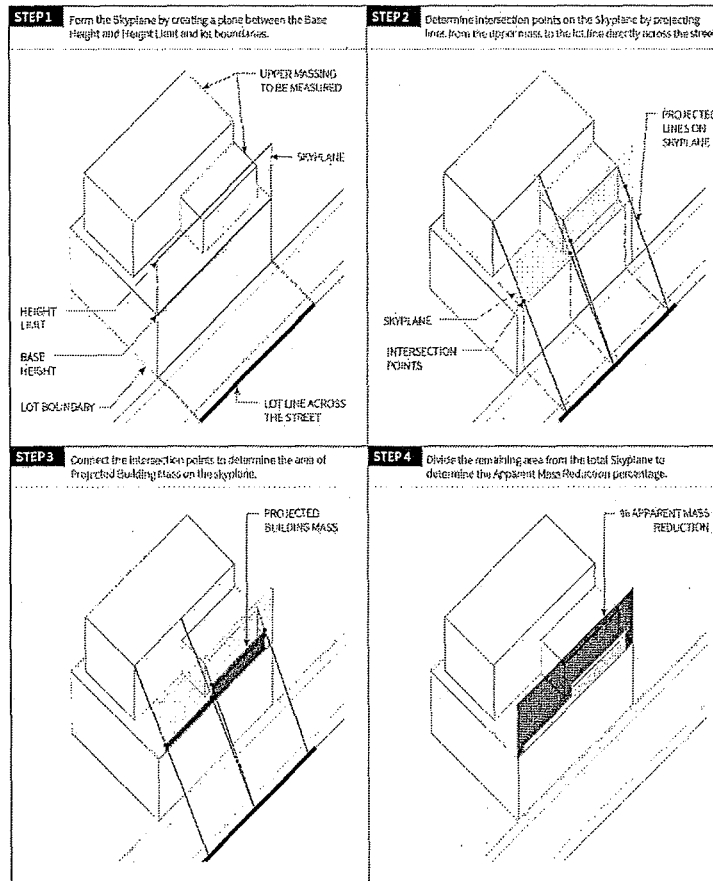 STEP 1 Form the Skyplane by creating a plane between the Base
Height and Height Limit and lot boundaries.
UPPER MASSING
TO BE MEASURED
SKYPLANE
HEIGHT
LIMIT
BASE
HEIGHT
LOT BOUNDARY
LOT LINE ACROSS
THE STREET
STEP 2 Determine intersection points on the Skyplane by projecting
lines from the upper mass to the lot line directly across the street
PROJECTED
LINES ON
SKYPLANE
SKYPLANE
INTERSECTION
POINTS
STEP 3 Connect the intersection points to determine the area of
Projected Building Mass on the skyplane.
PROJECTED
BUILDING MASS
STEP 4 Divide the remaining area from the total Skyplane to
determine the Apparent Mass Reduction percentage.
% APPARENT MASS
REDUCTION